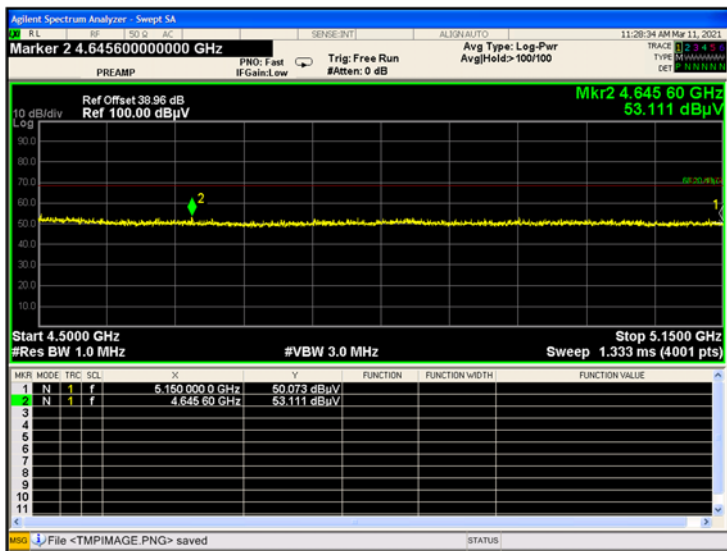 Agilent Spectrum Analyzer - Swept SA
RL RF 50 Ω AC SENSE:INT ALIGN AUTO 11:28:34 AM Mar 11, 2021
Marker 2 4.645600000000 GHz
PREAMP
PNO: Fast
IFGain:Low
Trig: Free Run
#Atten: 0 dB
Avg Type: Log-Pwr
Avg|Hold:> 100/100
TRACE 1 2 3 4 5 6
TYPE M
DET P N N N N N
Mkr2 4.645 60 GHz
53.111 dBµV
Ref Offset 38.96 dB
10 dB/div Ref 100.00 dBµV
Log
90.0
80.0
70.0
60.0
50.0
40.0
30.0
20.0
10.0
2
1
Start 4.5000 GHz Stop 5.1500 GHz
#Res BW 1.0 MHz #VBW 3.0 MHz Sweep 1.333 ms (4001 pts)
MKR MODE TRC SCL X Y FUNCTION FUNCTION WIDTH FUNCTION VALUE
1 N 1 f 5.150 000 0 GHz 50.073 dBµV
2 N 1 f 4.645 60 GHz 53.111 dBµV
3
4
5
6
7
8
9
10
11
MSG File <TMPIMAGE.PNG> saved STATUS